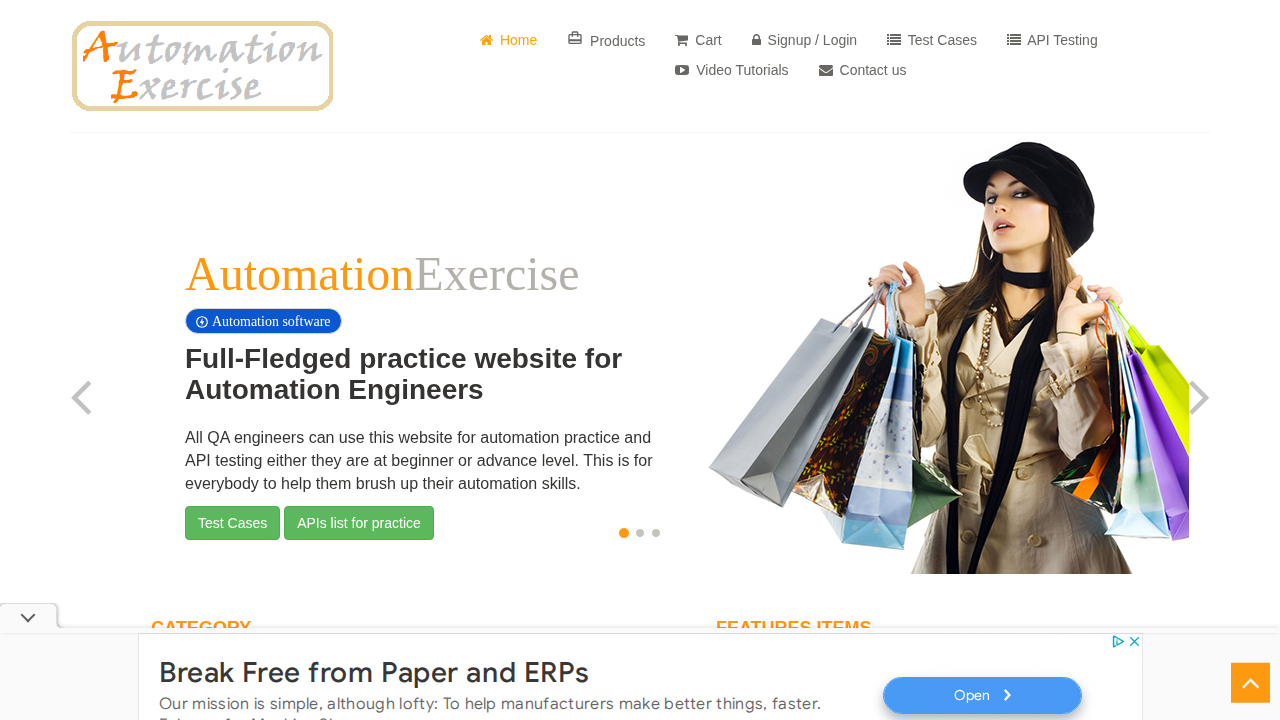 Automation
Exercise
Home
Products
Cart
Signup / Login
Test Cases
API Testing
Video Tutorials
Contact us
AutomationExercise
Automation software
Full-Fledged practice website for
Automation Engineers
All QA engineers can use this website for automation practice and
API testing either they are at beginner or advance level. This is for
everybody to help them brush up their automation skills.
Test Cases
APIs list for practice
CATEGORY
FEATURES ITEMS
Break Free from Paper and ERPs
Our mission is simple, although lofty: To help manufacturers make better things, faster.
Open